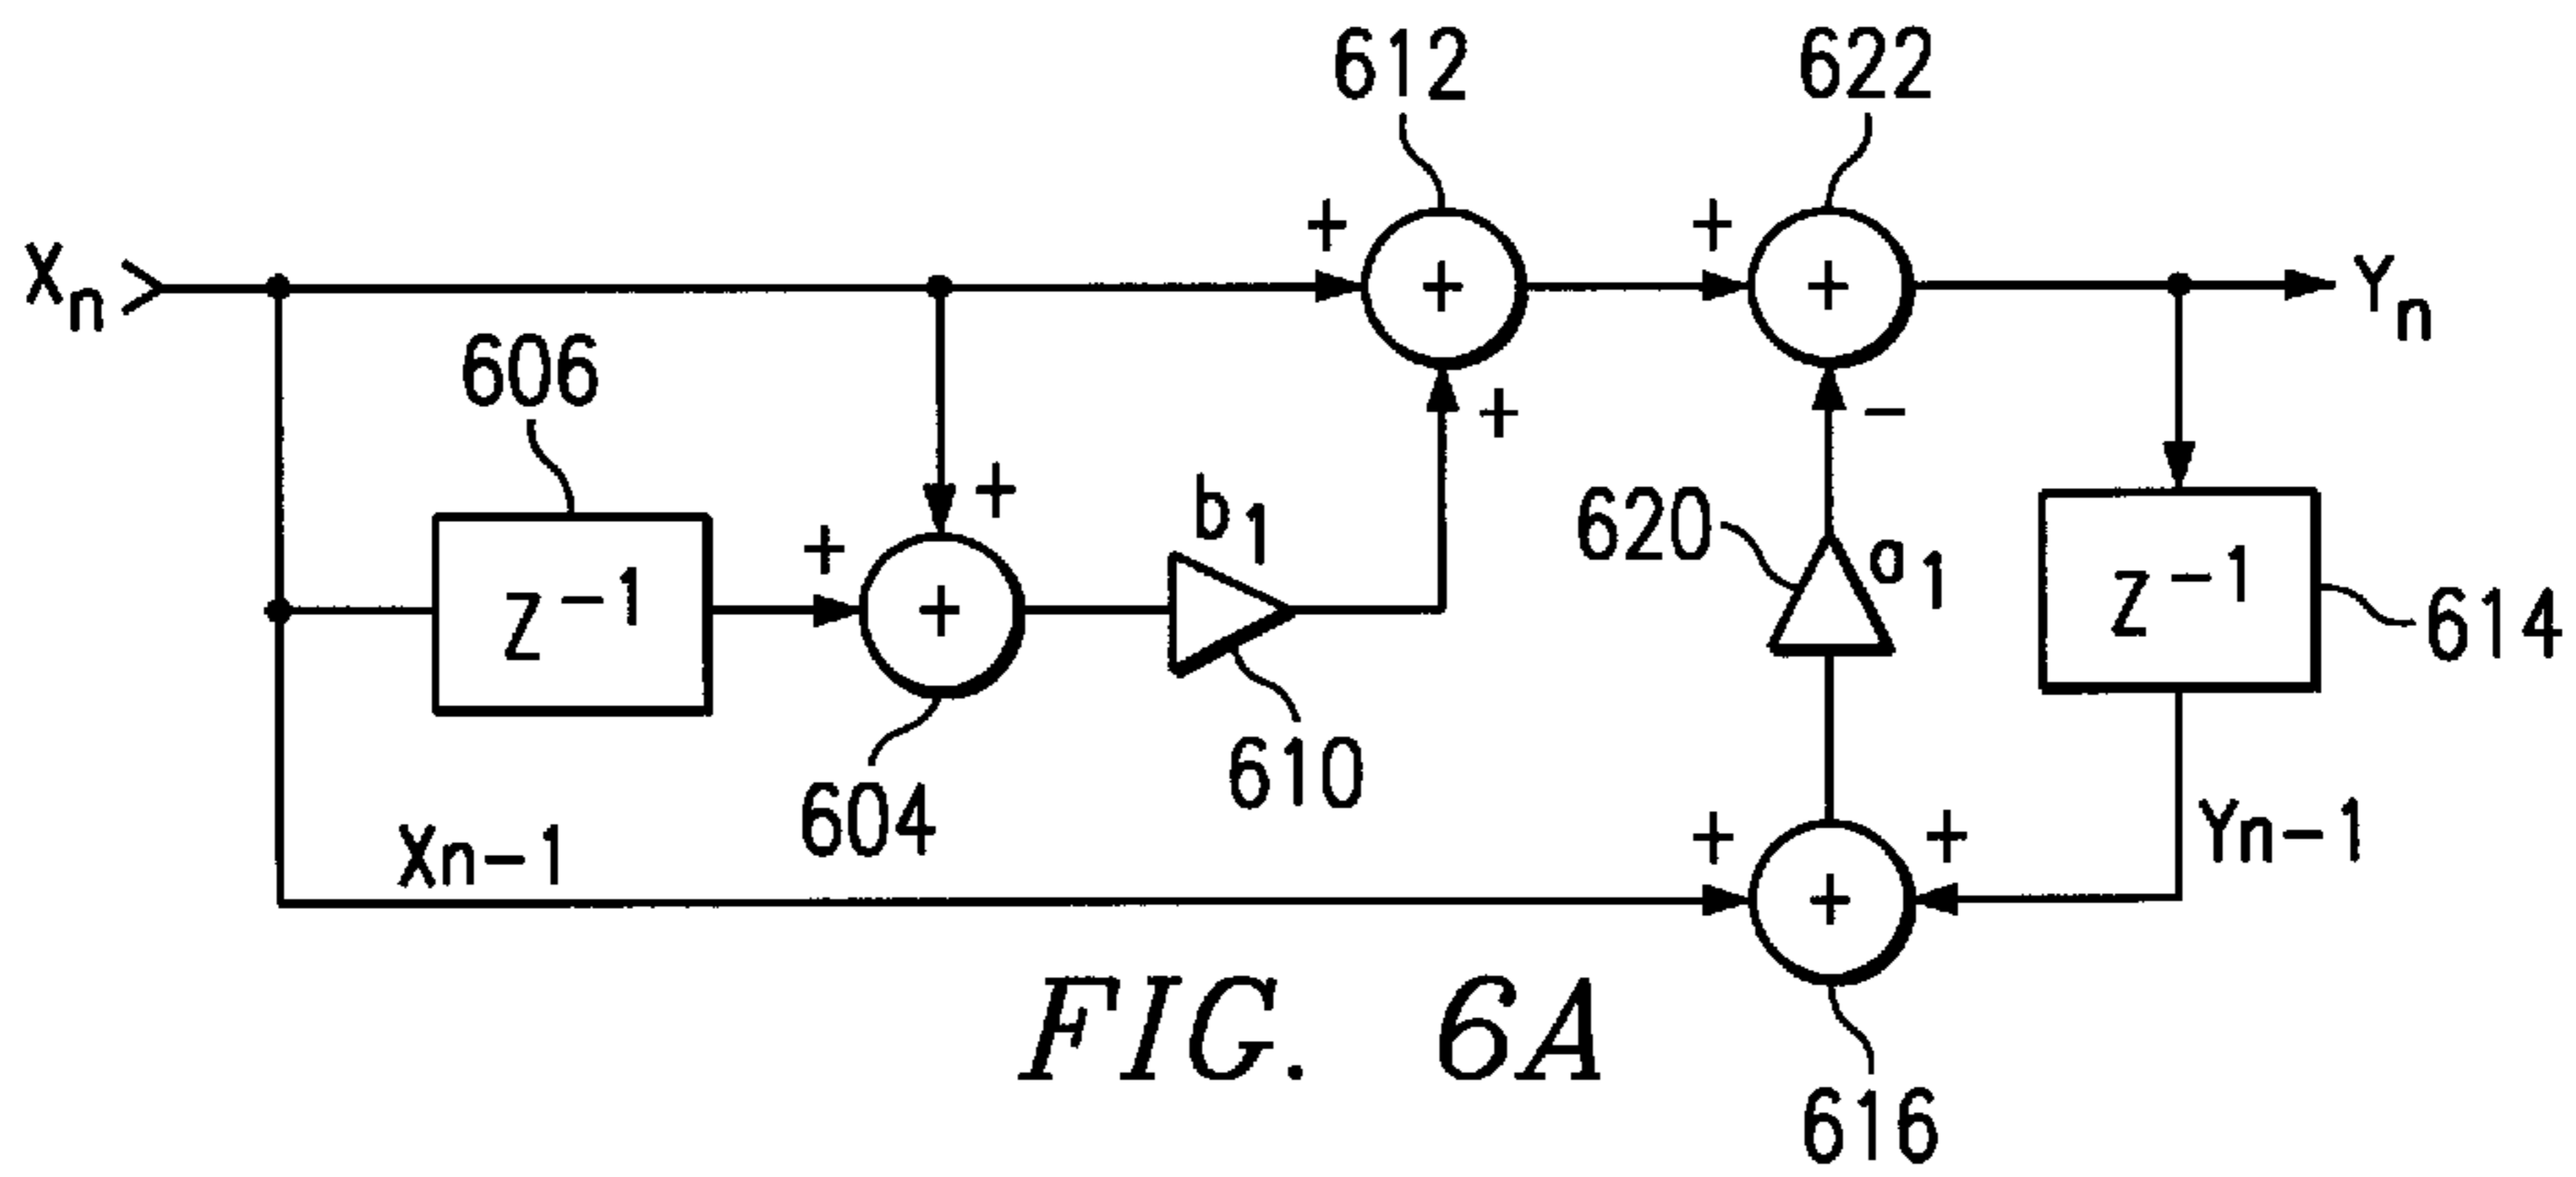 612
622
+
+
Xn
+
+
Yn
606
+
−
+
b1
620
a1
+
Z−1
+
Z−1
614
610
604
Xn−1
+
+
Yn−1
+
FIG. 6A
616